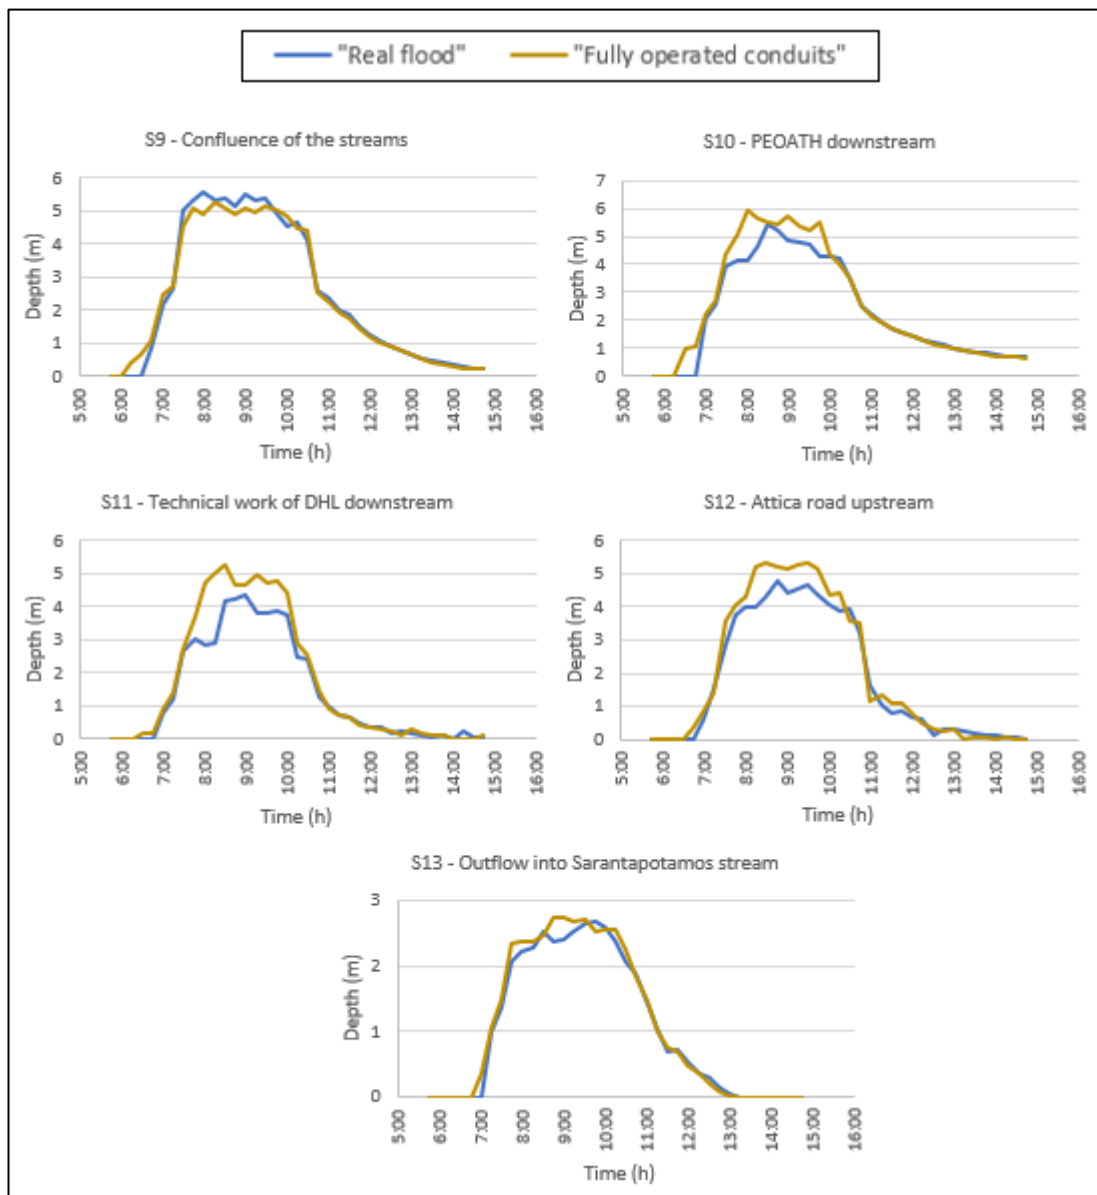 "Real flood" "Fully operated conduits"
S9 - Confluence of the streams
Depth (m)
6
5
4
3
2
1
0
5:00 6:00 7:00 8:00 9:00 10:00 11:00 12:00 13:00 14:00 15:00 16:00
Time (h)
S10 - PEOATH downstream
Depth (m)
7
6
5
4
3
2
1
0
5:00 6:00 7:00 8:00 9:00 10:00 11:00 12:00 13:00 14:00 15:00 16:00
Time (h)
S11 - Technical work of DHL downstream
Depth (m)
6
5
4
3
2
1
0
5:00 6:00 7:00 8:00 9:00 10:00 11:00 12:00 13:00 14:00 15:00 16:00
Time (h)
S12 - Attica road upstream
Depth (m)
6
5
4
3
2
1
0
5:00 6:00 7:00 8:00 9:00 10:00 11:00 12:00 13:00 14:00 15:00 16:00
Time (h)
S13 - Outflow into Sarantapotamos stream
Depth (m)
3
2
1
0
5:00 6:00 7:00 8:00 9:00 10:00 11:00 12:00 13:00 14:00 15:00 16:00
Time (h)